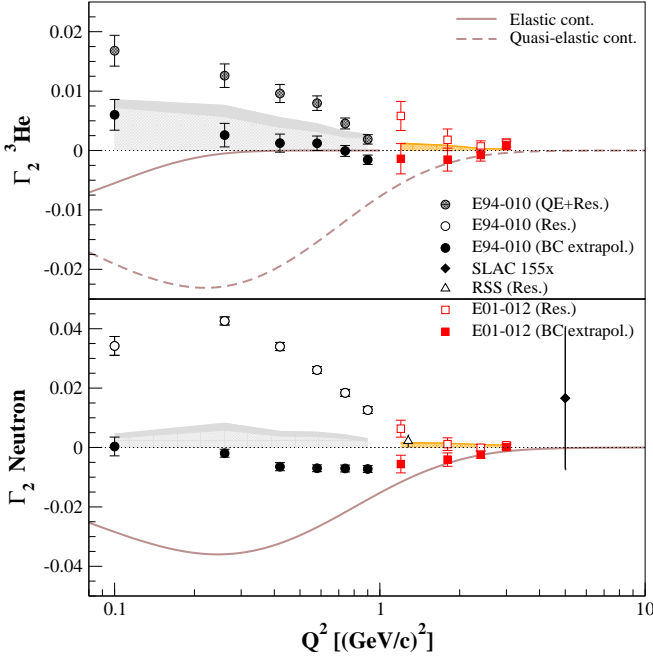 Elastic cont.
Quasi-elastic cont.
0.02
0.01
0
-0.01
-0.02
Γ₂ ³He
E94-010 (QE+Res.)
E94-010 (Res.)
E94-010 (BC extrapol.)
SLAC 155x
RSS (Res.)
E01-012 (Res.)
E01-012 (BC extrapol.)
0.04
0.02
0
-0.02
-0.04
Γ₂ Neutron
0.1
1
10
Q² [(GeV/c)²]